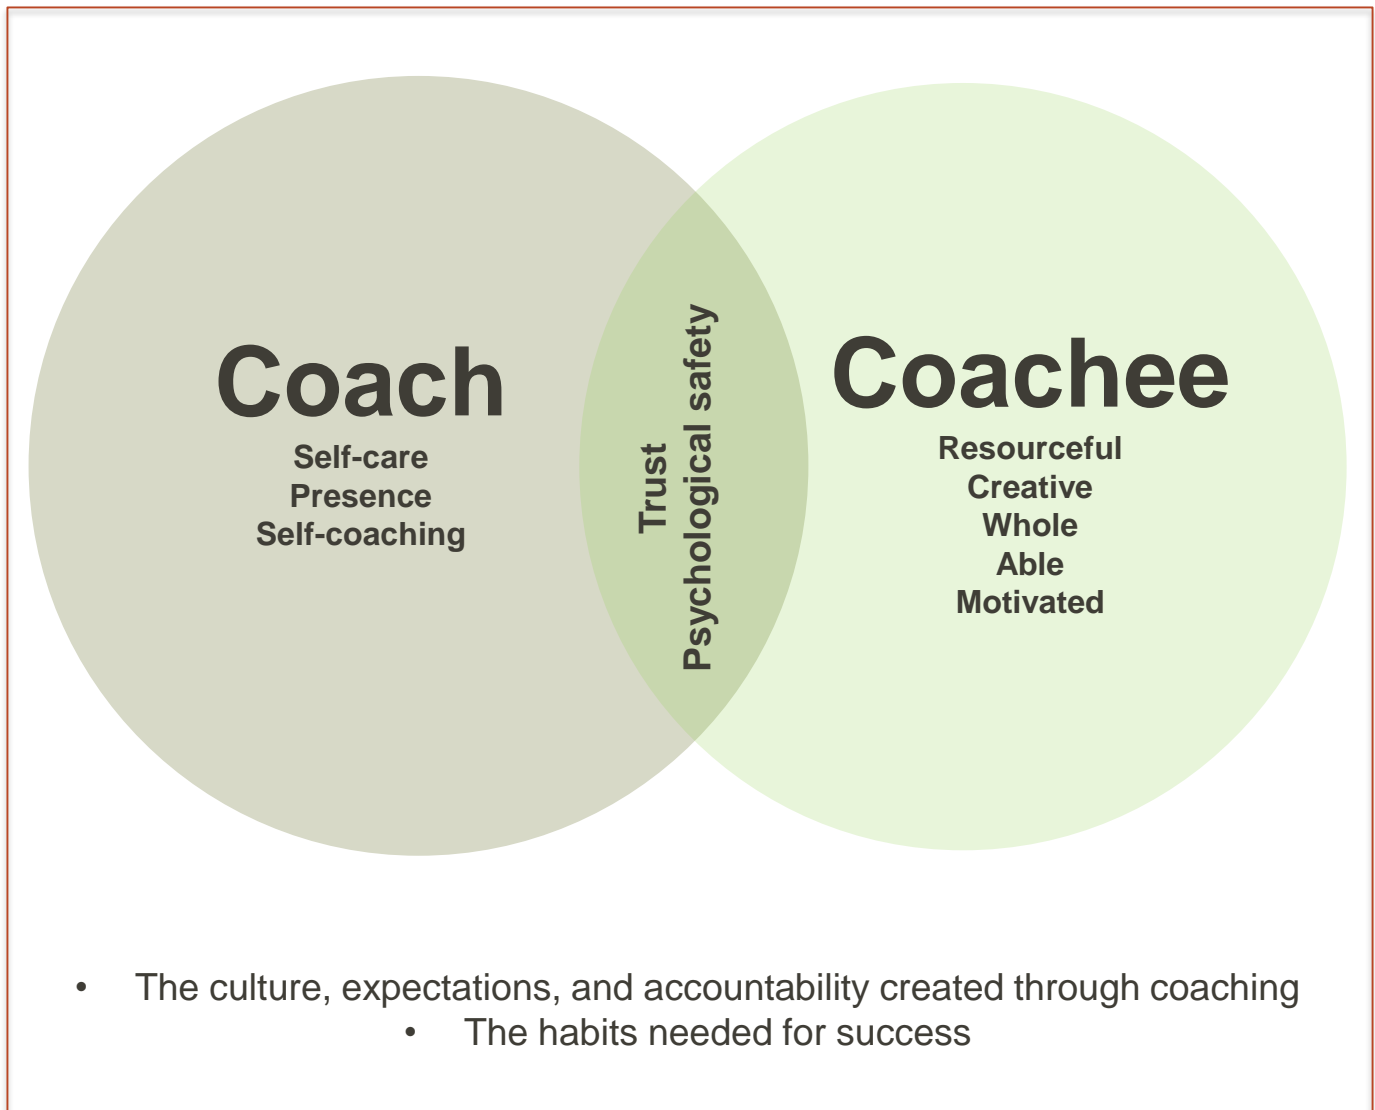 Coach
Self-care
Presence
Self-coaching
Trust
Psychological safety
Coachee
Resourceful
Creative
Whole
Able
Motivated
• The culture, expectations, and accountability created through coaching
• The habits needed for success